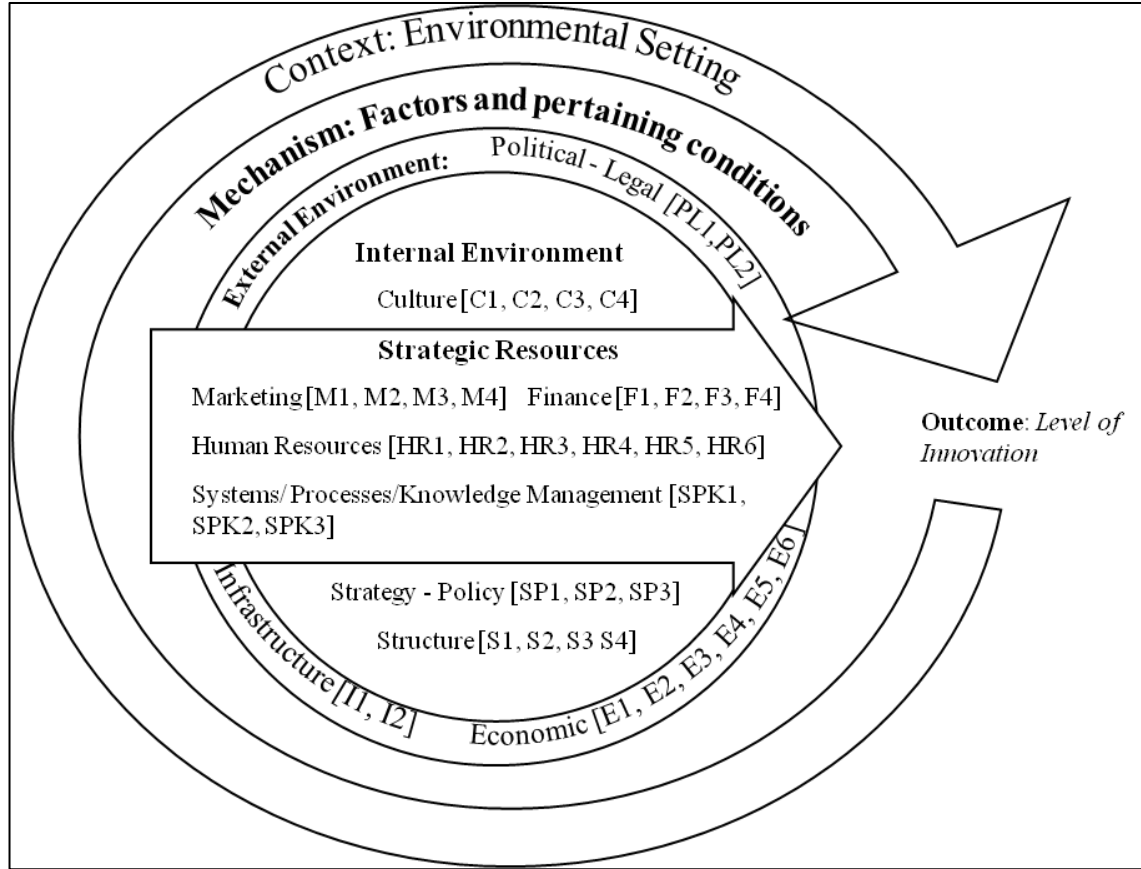 Context: Environmental Setting
Mechanism: Factors and pertaining conditions
External Environment:
Political - Legal [PL1,PL2]
Internal Environment
Culture [C1, C2, C3, C4]
Strategic Resources
Marketing [M1, M2, M3, M4] Finance [F1, F2, F3, F4]
Human Resources [HR1, HR2, HR3, HR4, HR5, HR6]
Systems/Processes/Knowledge Management [SPK1,
SPK2, SPK3]
Outcome: Level of
Innovation
Strategy - Policy [SP1, SP2, SP3]
Structure [S1, S2, S3 S4]
Infrastructure [I1, I2]
Economic [E1, E2, E3, E4, E5, E6]